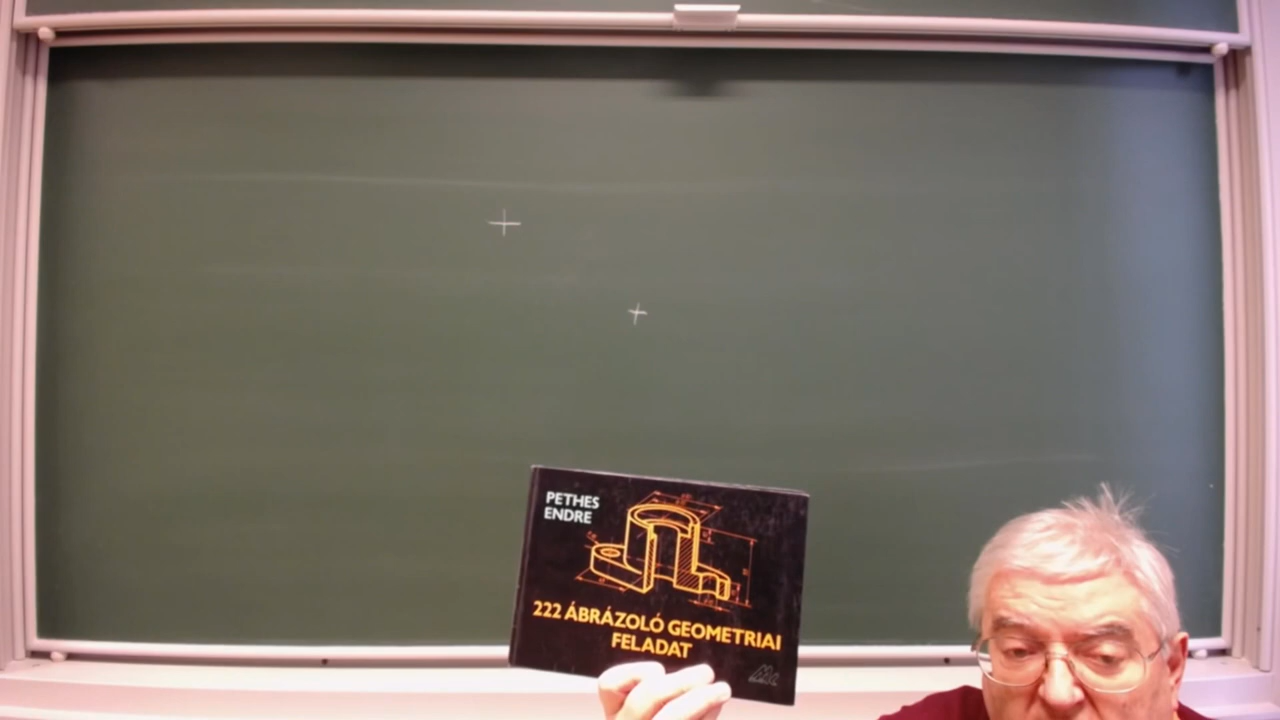 PETHES
ENDRE
222 ÁBRÁZOLÓ GEOMETRIAI
FELADAT